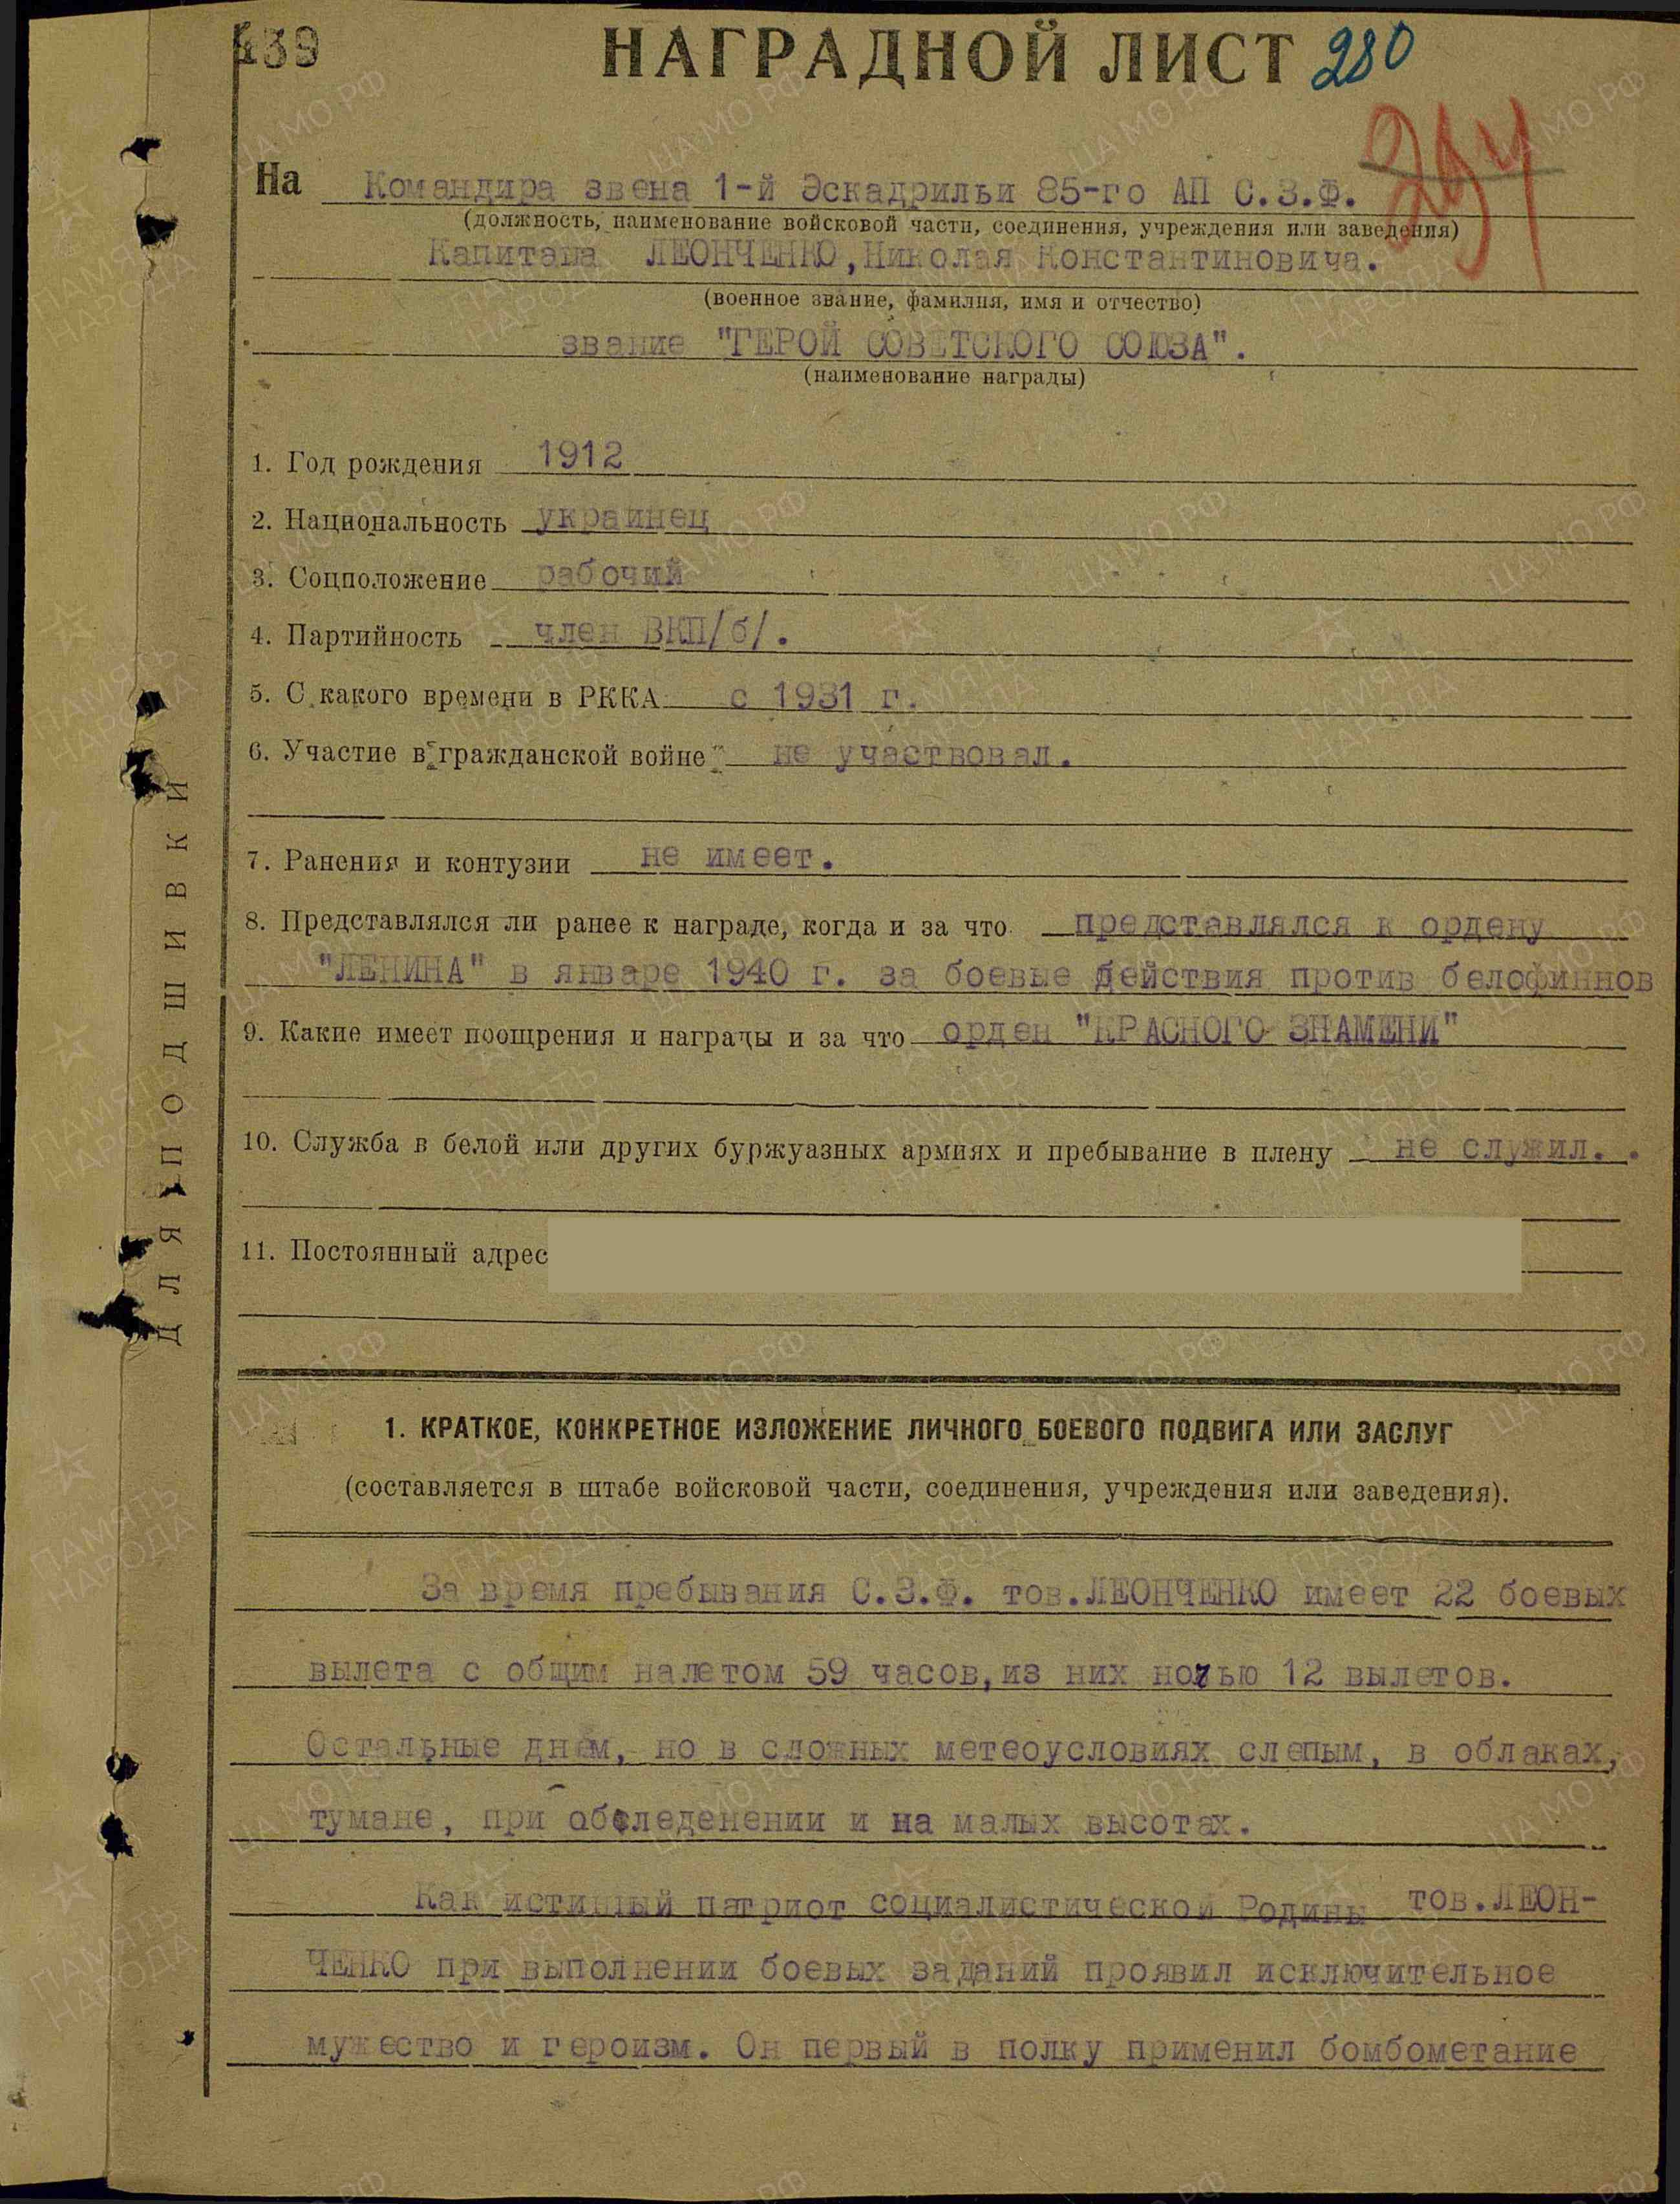 439
НАГРАДНОЙ ЛИСТ 280
294
На Командира звена 1-й Эскадрильи 85-го АП С.З.Ф.
(должность, наименование войсковой части, соединения, учреждения или заведения)
Капитана ЛЕОНЧЕНКО, Николая Константиновича.
(военное звание, фамилия, имя и отчество)
звание "ГЕРОЙ СОВЕТСКОГО СОЮЗА".
(наименование награды)
1. Год рождения 1912
2. Национальность украинец
3. Соцположение рабочий
4. Партийность член ВКП/б/.
5. С какого времени в РККА с 1931 г.
6. Участие в гражданской войне не участвовал.
7. Ранения и контузии не имеет.
8. Представлялся ли ранее к награде, когда и за что представлялся к ордену
"ЛЕНИНА" в январе 1940 г. за боевые действия против белофиннов
9. Какие имеет поощрения и награды и за что орден "КРАСНОГО ЗНАМЕНИ"
10. Служба в белой или других буржуазных армиях и пребывание в плену не служил..
11. Постоянный адрес
ДЛЯ ПОДШИВКИ
1. КРАТКОЕ, КОНКРЕТНОЕ ИЗЛОЖЕНИЕ ЛИЧНОГО БОЕВОГО ПОДВИГА ИЛИ ЗАСЛУГ
(составляется в штабе войсковой части, соединения, учреждения или заведения).
За время пребывания С.З.Ф. тов.ЛЕОНЧЕНКО имеет 22 боевых
вылета с общим налетом 59 часов, из них ночью 12 вылетов.
Остальные днем, но в сложных метеоусловиях слепым, в облаках,
тумане, при обледенении и на малых высотах.
Как истинный патриот социалистической Родины тов.ЛЕОН-
ЧЕНКО при выполнении боевых заданий проявил исключительное
мужество и героизм. Он первый в полку применил бомбометание